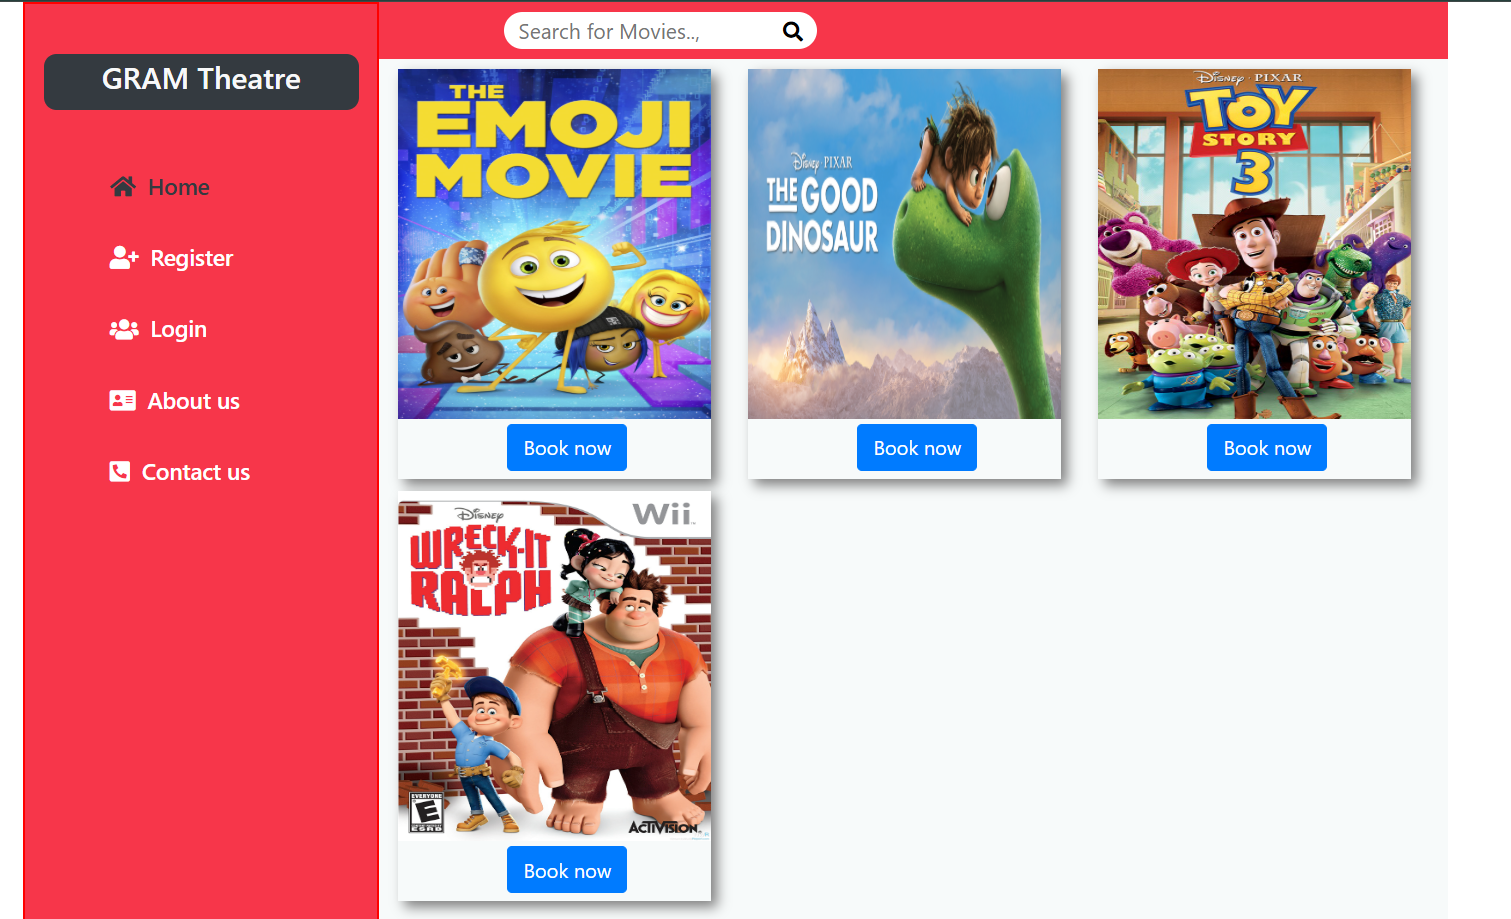 Search for Movies..,
GRAM Theatre
Home
Register
Login
About us
Contact us
THE
EMOJI
MOVIE
Disney · PIXAR
THE GOOD
DINOSAUR
DISNEY · PIXAR
TOY
STORY
3
Book now
Book now
Book now
Disney
Wii
WRECK-IT
RALPH
EVERYONE
E
ESRB
ACTIVISION
Book now